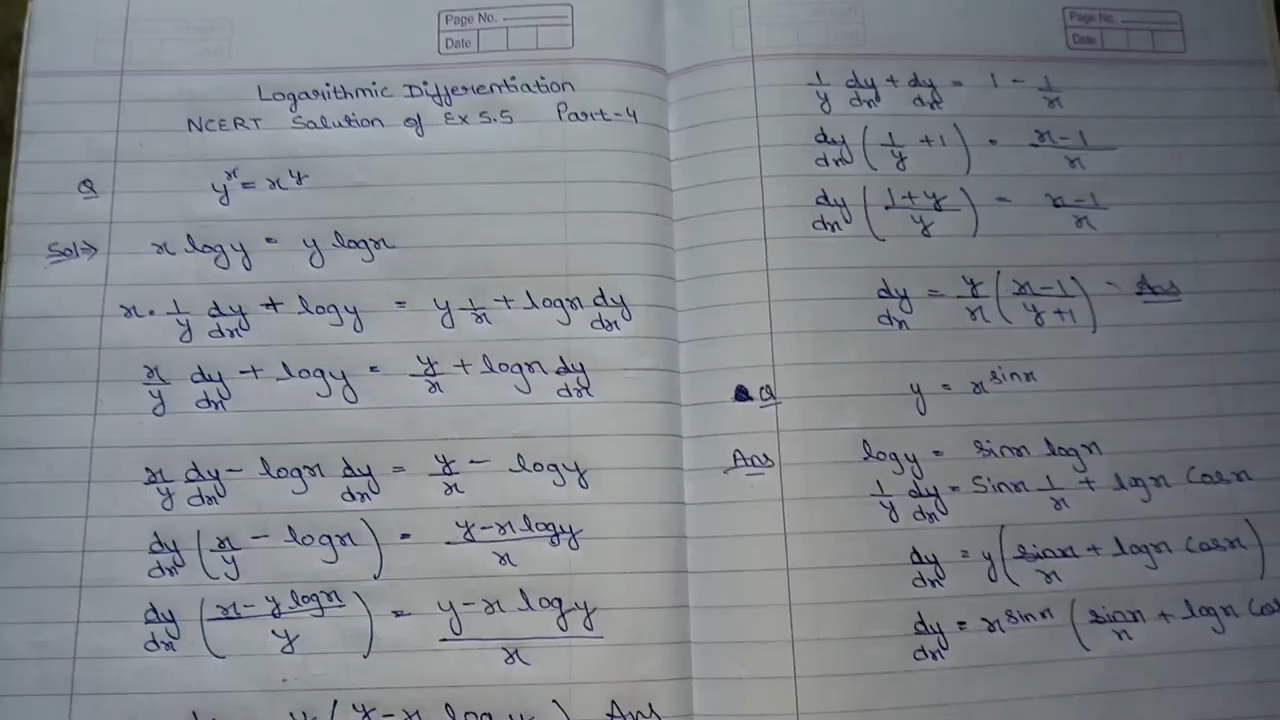 Page No.
Date
Logarithmic Differentiation
NCERT Solution of Ex 5.5 Part-4
Q y^x = x^y
Sol⇒ x log y = y log x
x · 1/y dy/dx + log y = y 1/x + log x dy/dx
x/y dy/dx + log y = y/x + log x dy/dx
x/y dy/dx - log x dy/dx = y/x - log y
dy/dx (x/y - log x) = (y - x log y)/x
dy/dx ((x - y log x)/y) = (y - x log y)/x
Ans
Page No.
Date
1/y dy/dx + dy/dx = 1 - 1/x
dy/dx (1/y + 1) = (x-1)/x
dy/dx ((1+y)/y) = (x-1)/x
dy/dx = y/x ((x-1)/(y+1)) - Ans
Q y = x^sinx
Ans log y = sinx log x
1/y dy/dx = Sinx 1/x + log x Cosx
dy/dx = y (sinx/x + log x Cosx)
dy/dx = x^sinx (sinx/x + log x Cos